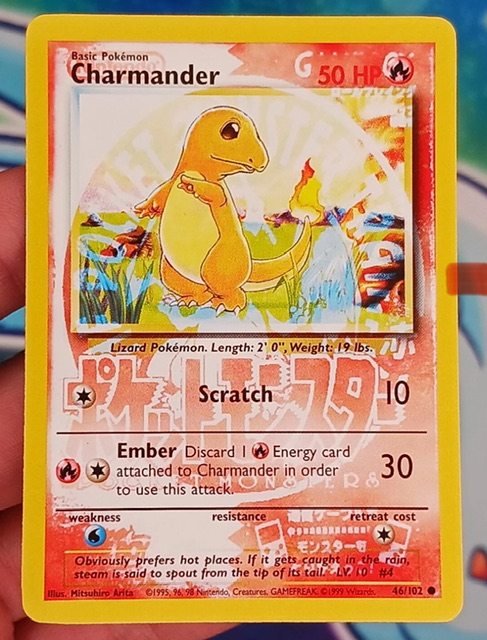 Basic Pokémon
Charmander
50 HP
Lizard Pokémon. Length: 2' 0", Weight: 19 lbs.
Scratch 10
Ember Discard 1 Energy card
attached to Charmander in order
to use this attack.
30
ポケットモンスター
POCKET MONSTERS
weakness resistance retreat cost
Obviously prefers hot places. If it gets caught in the rain,
steam is said to spout from the tip of its tail. LV. 10 #4
Illus. Mitsuhiro Arita ©1995, 96, 98 Nintendo, Creatures, GAMEFREAK. ©1999 Wizards. 46/102